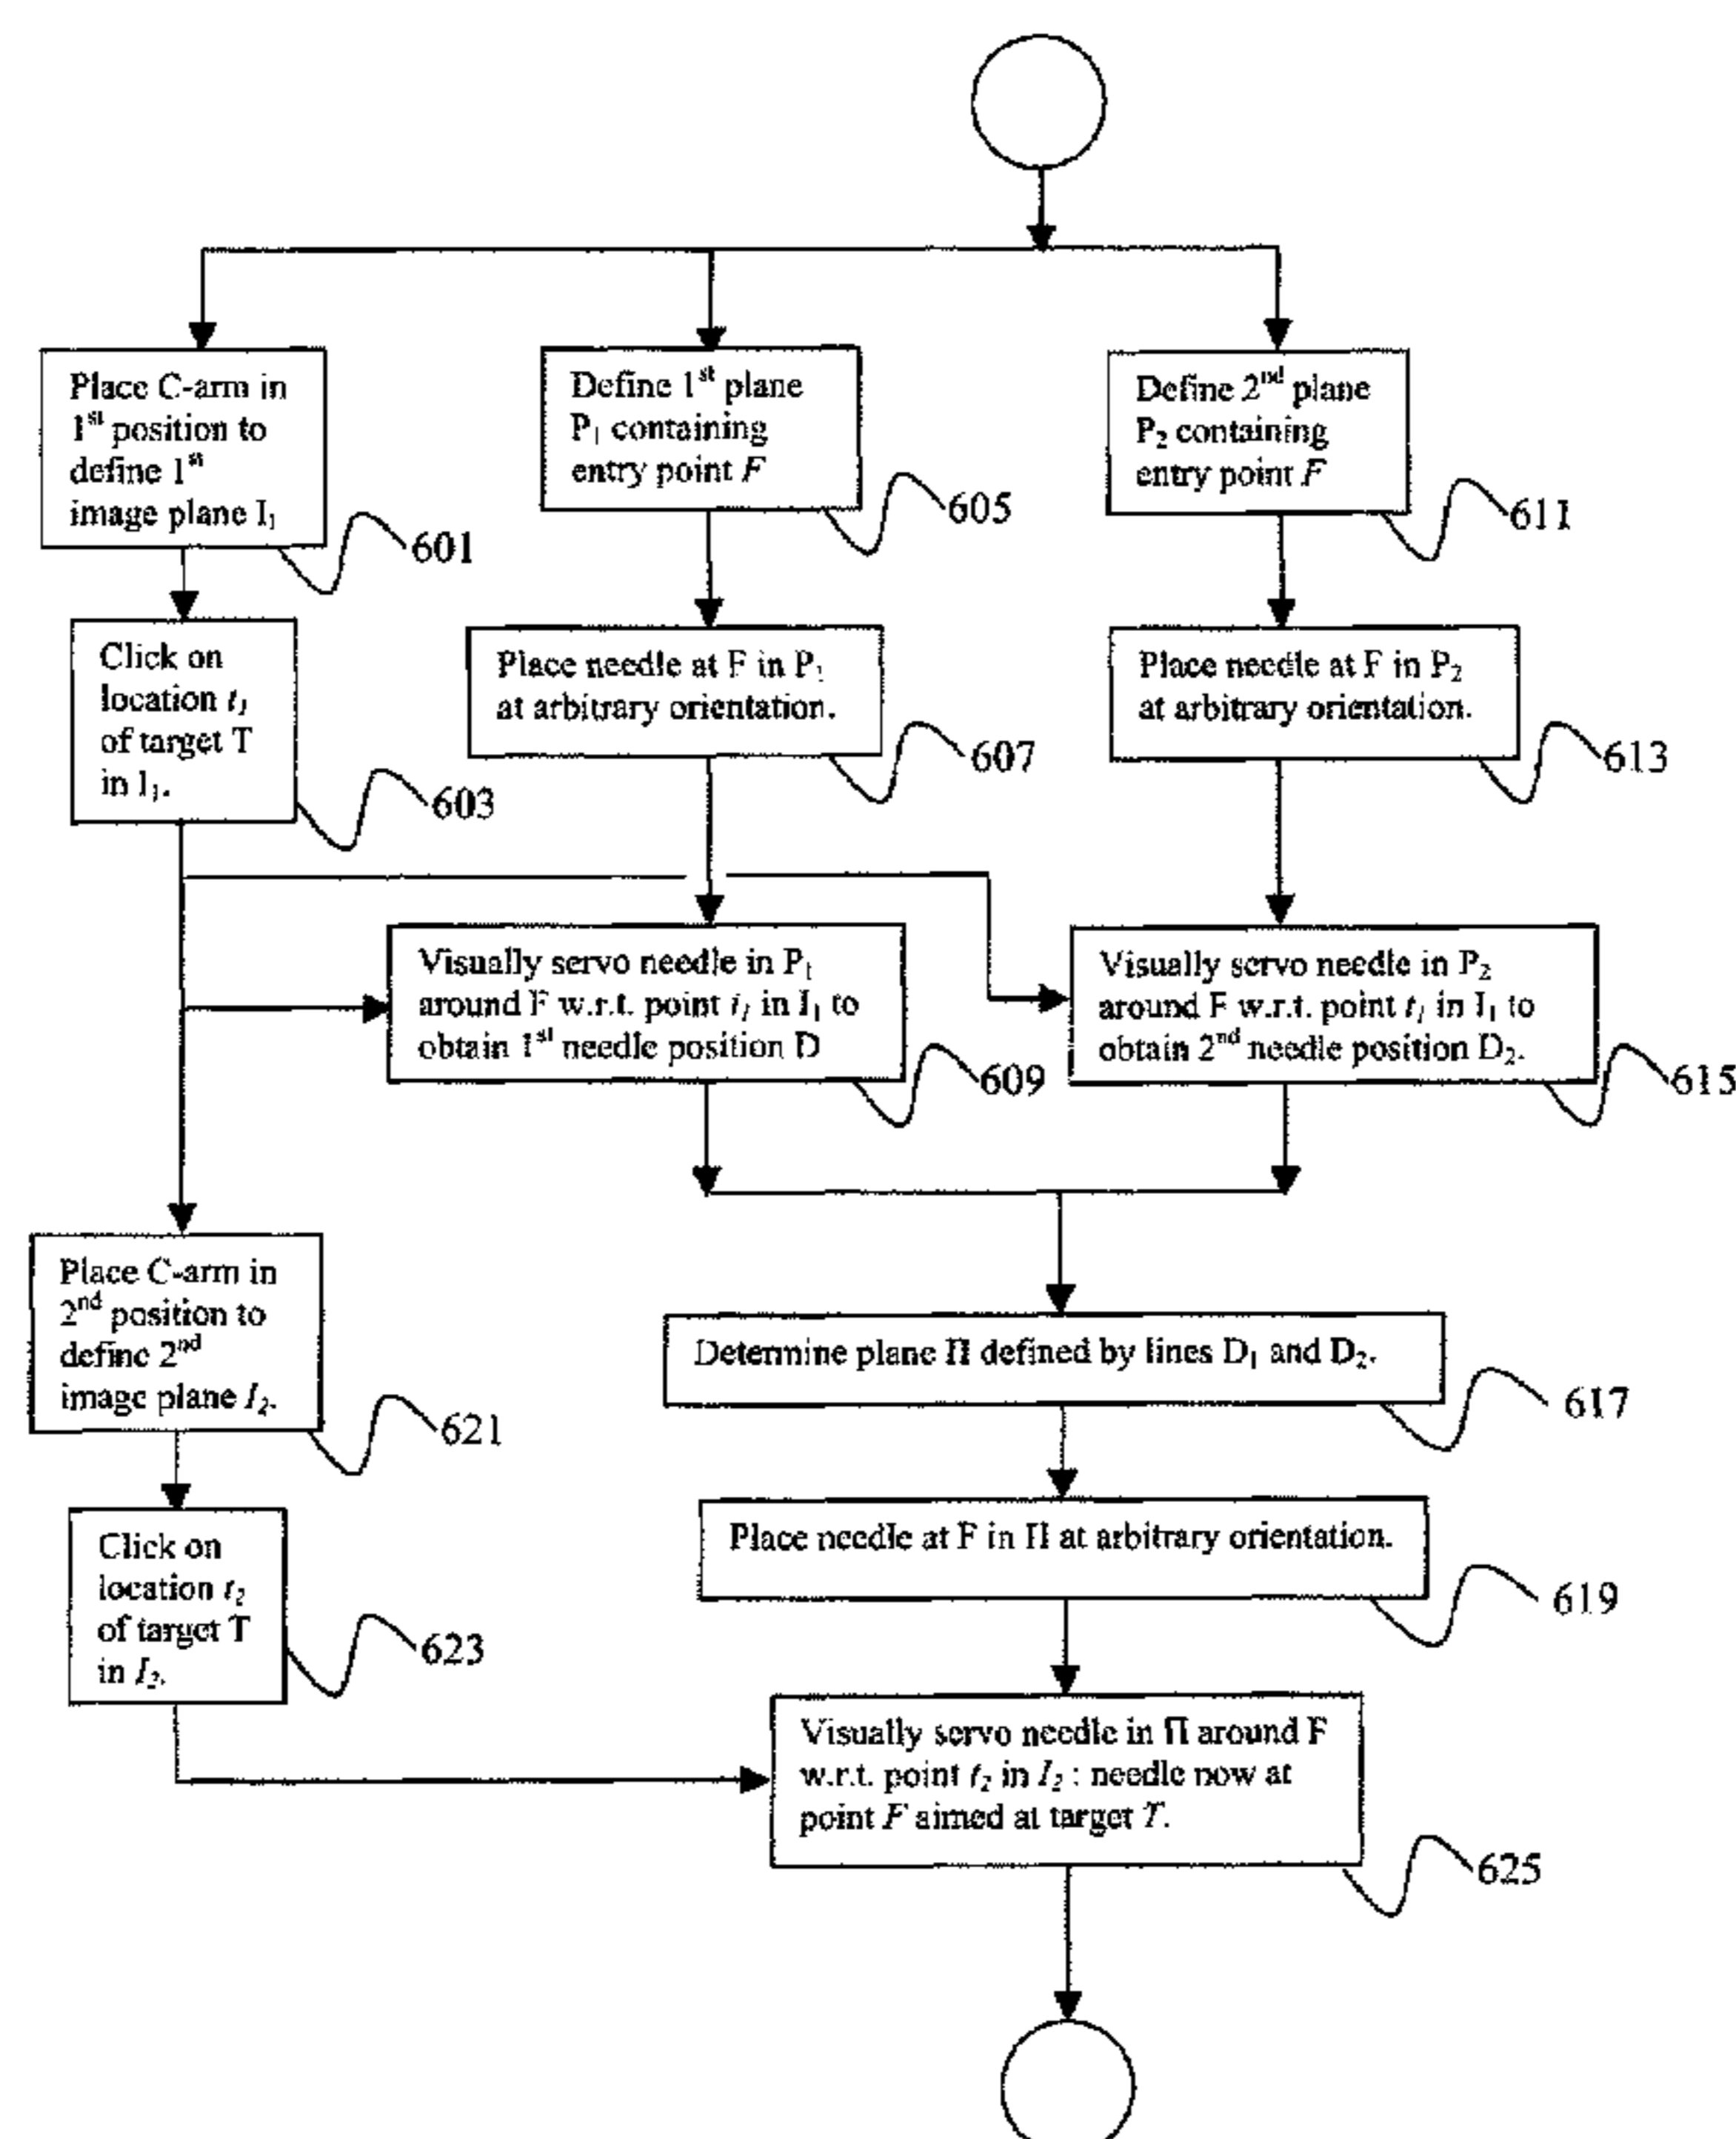 Place C-arm in
1st position to
define 1st
image plane I1
601
Define 1st plane
P1 containing
entry point F
605
Define 2nd plane
P2 containing
entry point F
611
Click on
location t1
of target T
in I1.
603
Place needle at F in P1
at arbitrary orientation.
607
Place needle at F in P2
at arbitrary orientation.
613
Visually servo needle in P1
around F w.r.t. point t1 in I1 to
obtain 1st needle position D
609
Visually servo needle in P2
around F w.r.t. point t1 in I1 to
obtain 2nd needle position D2.
615
Place C-arm in
2nd position to
define 2nd
image plane I2.
621
Determine plane Π defined by lines D1 and D2.
617
Click on
location t2
of target T
in I2.
623
Place needle at F in Π at arbitrary orientation.
619
Visually servo needle in Π around F
w.r.t. point t2 in I2 : needle now at
point F aimed at target T.
625